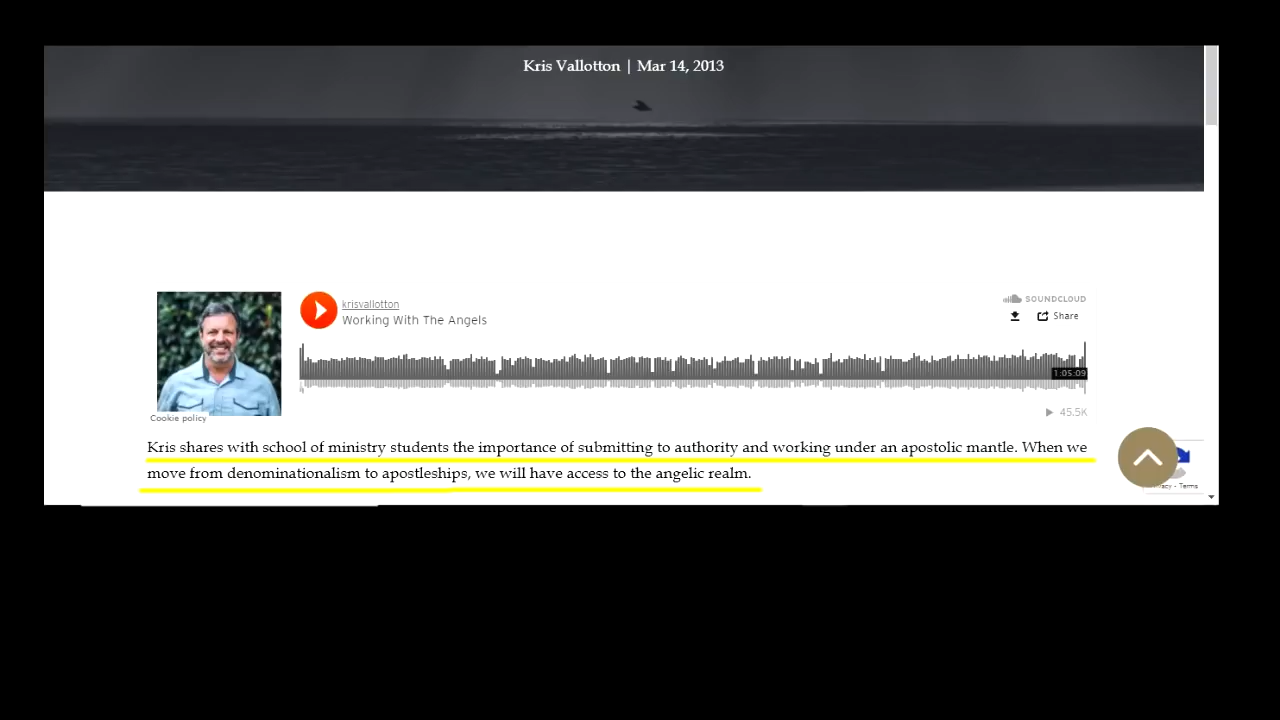 Kris Vallotton | Mar 14, 2013
krisvallotton
SOUNDCLOUD
Working With The Angels
Share
1:05:09
Cookie policy
45.5K
Kris shares with school of ministry students the importance of submitting to authority and working under an apostolic mantle. When we
move from denominationalism to apostleships, we will have access to the angelic realm.
- Terms